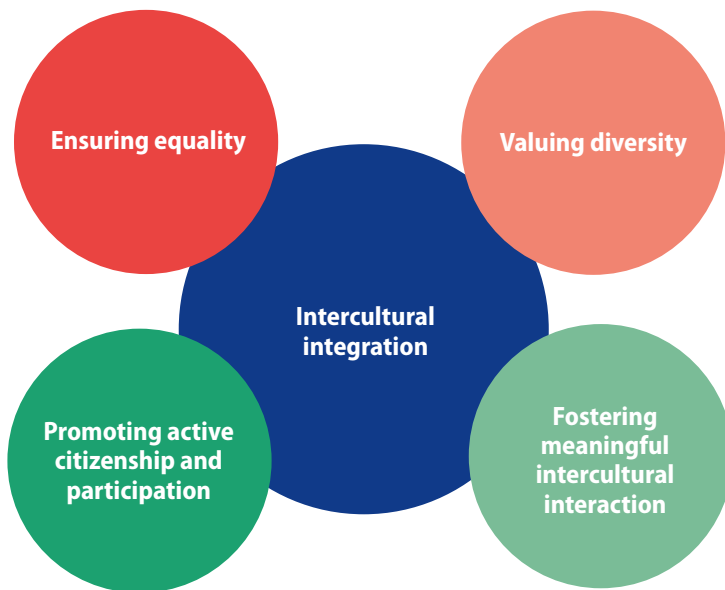 Ensuring equality
Valuing diversity
Intercultural
integration
Promoting active
citizenship and
participation
Fostering
meaningful
intercultural
interaction